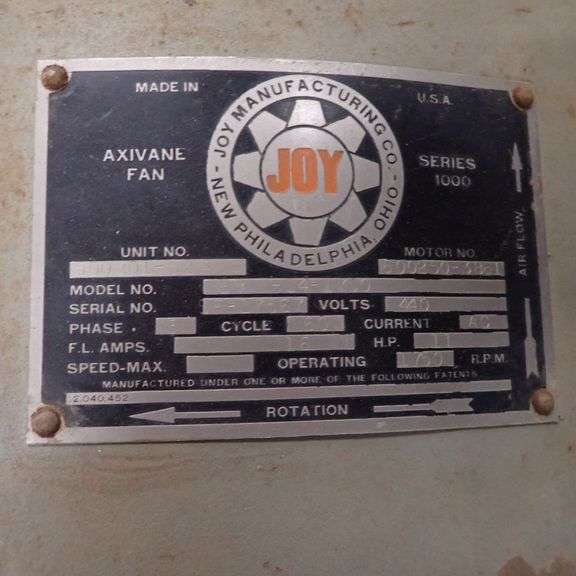 MADE IN U.S.A.
JOY MANUFACTURING CO.
NEW PHILADELPHIA, OHIO
JOY
AXIVANE FAN
SERIES 1000
AIR FLOW
UNIT NO.
MOTOR NO.
MODEL NO.
SERIAL NO. VOLTS 440
PHASE CYCLE CURRENT AC
F.L. AMPS. H.P.
SPEED-MAX. OPERATING R.P.M.
MANUFACTURED UNDER ONE OR MORE OF THE FOLLOWING PATENTS
2,040,452
ROTATION